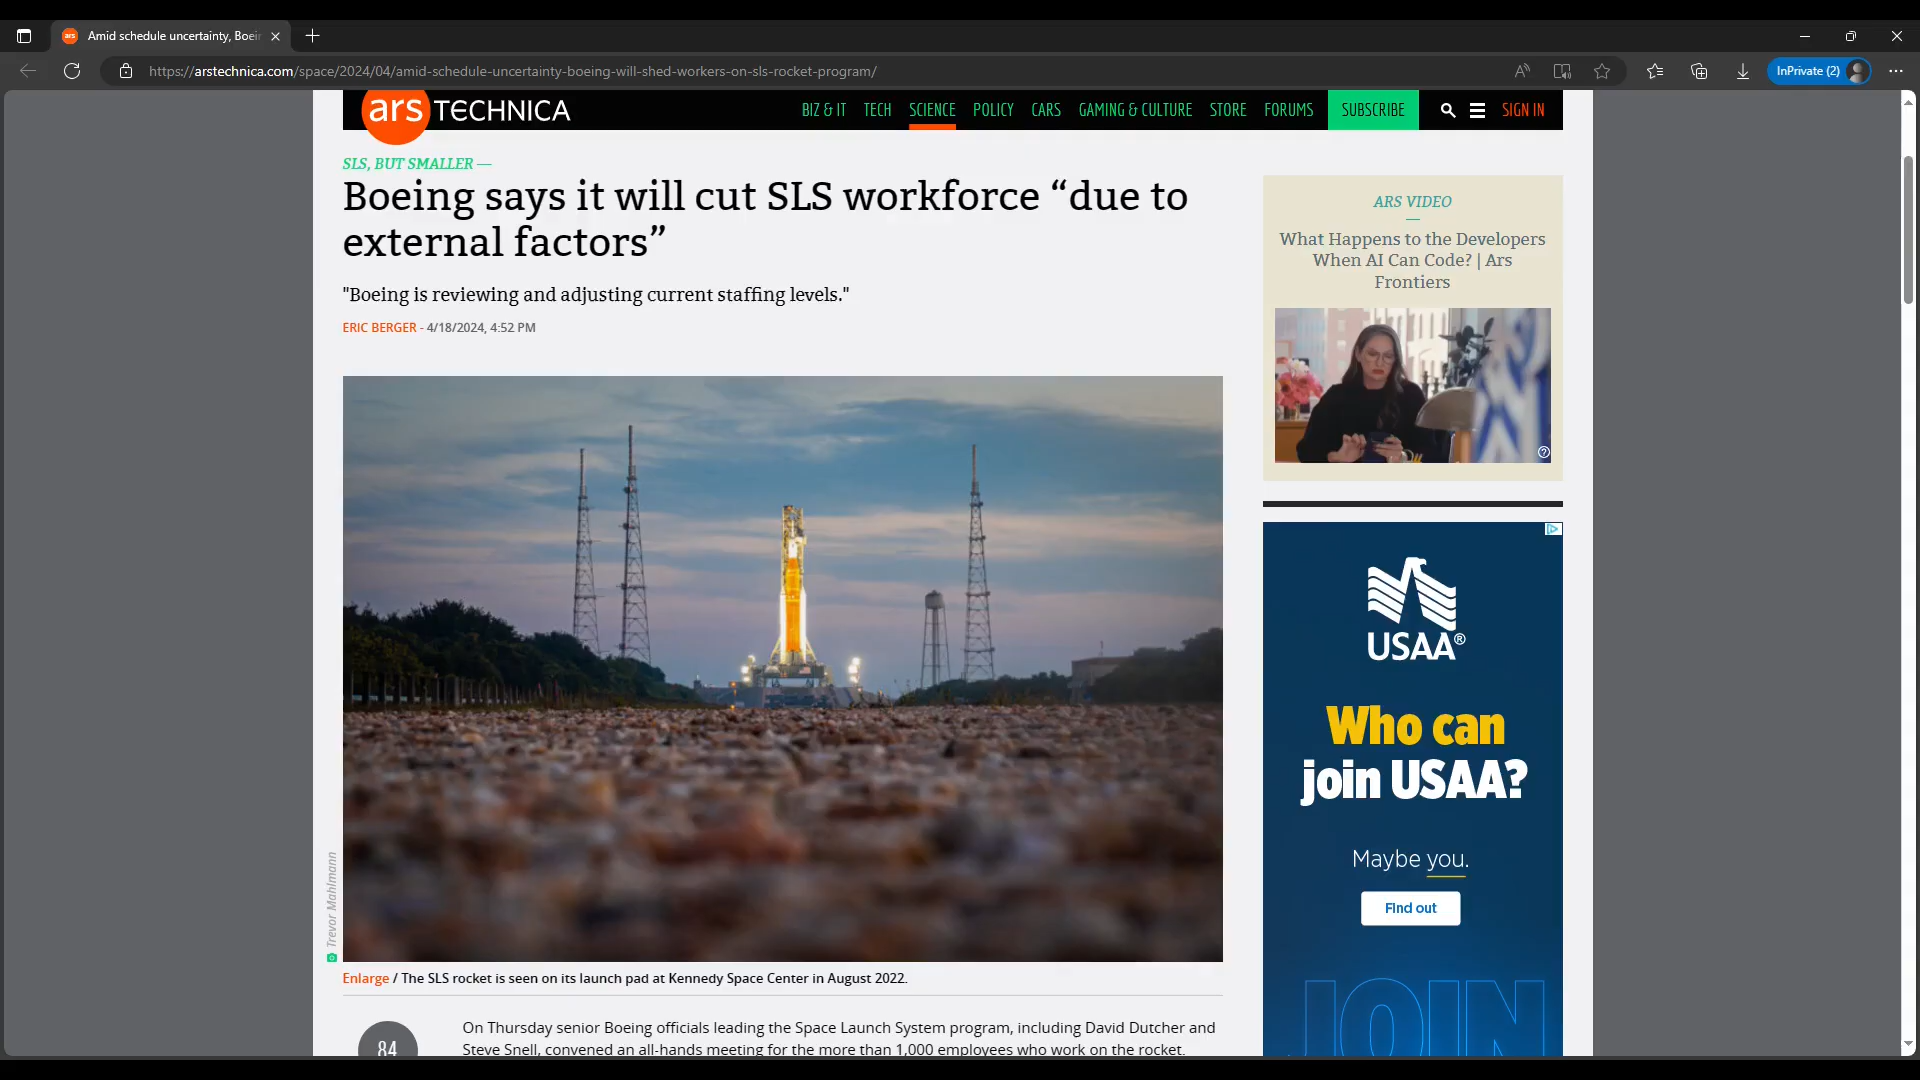 Amid schedule uncertainty, Boei
https://arstechnica.com/space/2024/04/amid-schedule-uncertainty-boeing-will-shed-workers-on-sls-rocket-program/
InPrivate (2)
ars TECHNICA
BIZ & IT TECH SCIENCE POLICY CARS GAMING & CULTURE STORE FORUMS SUBSCRIBE SIGN IN
SLS, BUT SMALLER —
Boeing says it will cut SLS workforce “due to
external factors”
"Boeing is reviewing and adjusting current staffing levels."
ERIC BERGER - 4/18/2024, 4:52 PM
Trevor Mahlmann
Enlarge / The SLS rocket is seen on its launch pad at Kennedy Space Center in August 2022.
84
On Thursday senior Boeing officials leading the Space Launch System program, including David Dutcher and
Steve Snell, convened an all-hands meeting for the more than 1,000 employees who work on the rocket.
ARS VIDEO
What Happens to the Developers
When AI Can Code? | Ars
Frontiers
USAA®
Who can
join USAA?
Maybe you.
Find out
JOIN